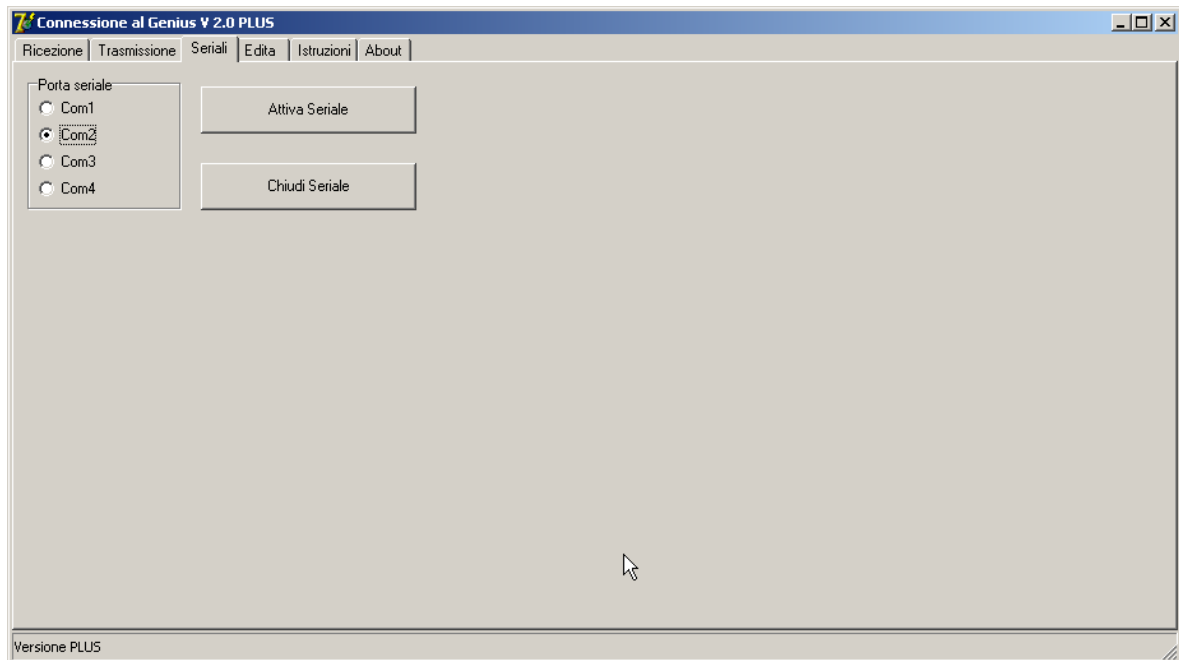 Connessione al Genius V 2.0 PLUS
Ricezione Trasmissione Seriali Edita Istruzioni About
Porta seriale
Com1
Com2
Com3
Com4
Attiva Seriale
Chiudi Seriale
Versione PLUS